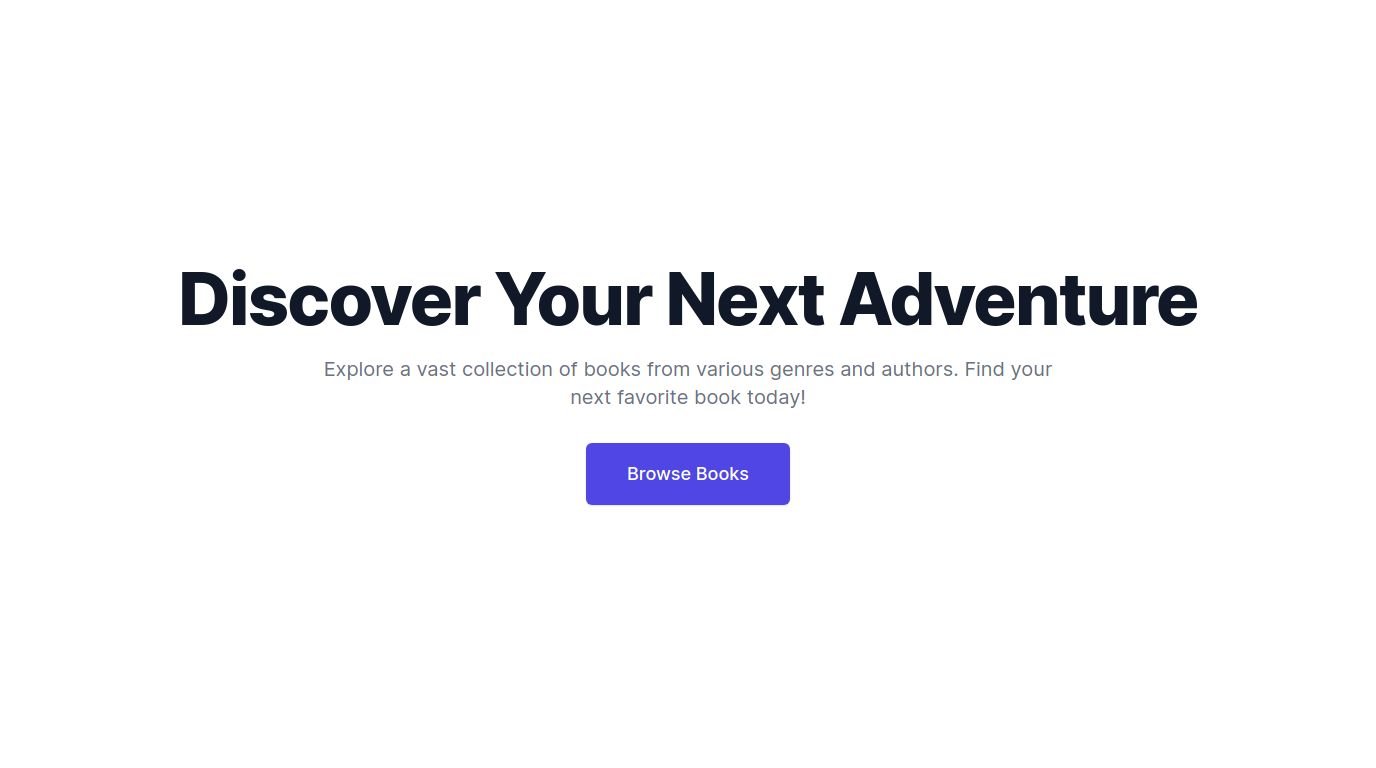 Discover Your Next Adventure
Explore a vast collection of books from various genres and authors. Find your
next favorite book today!
Browse Books